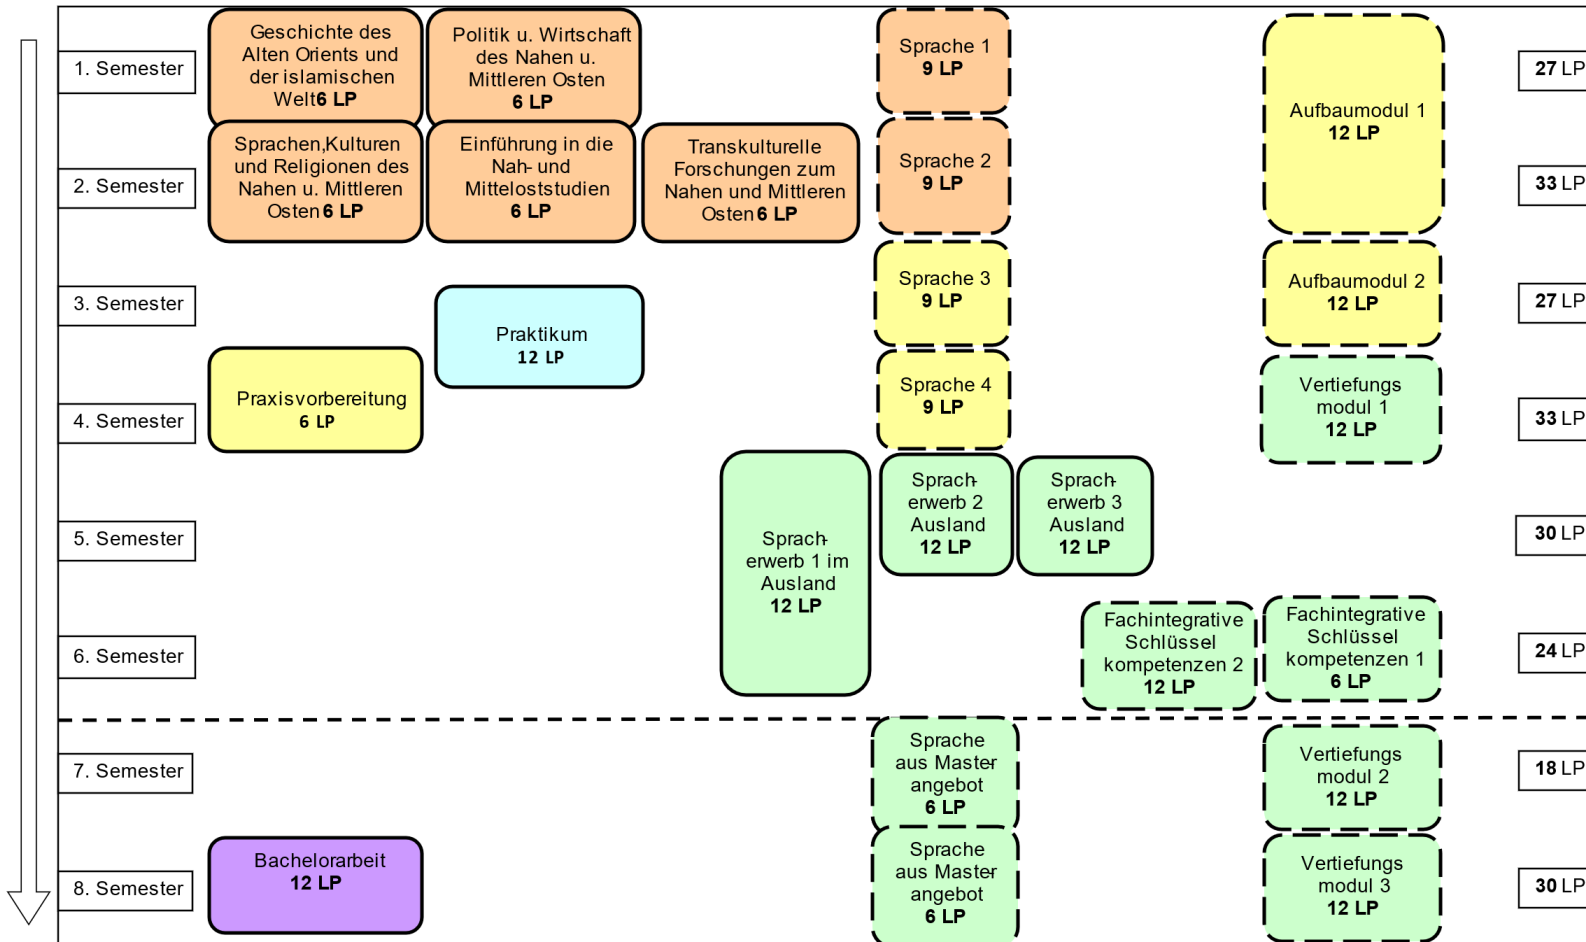 1. Semester
Geschichte des
Alten Orients und
der islamischen
Welt 6 LP
Politik u. Wirtschaft
des Nahen u.
Mittleren Osten
6 LP
Sprache 1
9 LP
Aufbaumodul 1
12 LP
27 LP
2. Semester
Sprachen,Kulturen
und Religionen des
Nahen u. Mittleren
Osten 6 LP
Einführung in die
Nah- und
Mitteloststudien
6 LP
Transkulturelle
Forschungen zum
Nahen und Mittleren
Osten 6 LP
Sprache 2
9 LP
33 LP
3. Semester
Praktikum
12 LP
Sprache 3
9 LP
Aufbaumodul 2
12 LP
27 LP
4. Semester
Praxisvorbereitung
6 LP
Sprache 4
9 LP
Vertiefungs
modul 1
12 LP
33 LP
5. Semester
Sprach-
erwerb 1 im
Ausland
12 LP
Sprach-
erwerb 2
Ausland
12 LP
Sprach-
erwerb 3
Ausland
12 LP
30 LP
6. Semester
Fachintegrative
Schlüssel
kompetenzen 2
12 LP
Fachintegrative
Schlüssel
kompetenzen 1
6 LP
24 LP
7. Semester
Sprache
aus Master-
angebot
6 LP
Vertiefungs
modul 2
12 LP
18 LP
8. Semester
Bachelorarbeit
12 LP
Sprache
aus Master-
angebot
6 LP
Vertiefungs
modul 3
12 LP
30 LP